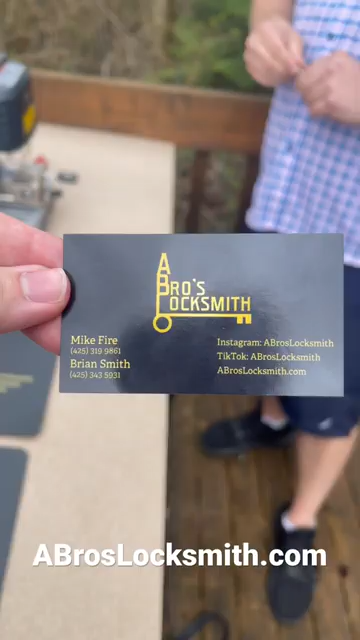 A
BRO'S
LOCKSMITH
Mike Fire
(425) 319 9861
Brian Smith
(425) 343 5931
Instagram: ABrosLocksmith
TikTok: ABrosLocksmith
ABrosLocksmith.com
ABrosLocksmith.com